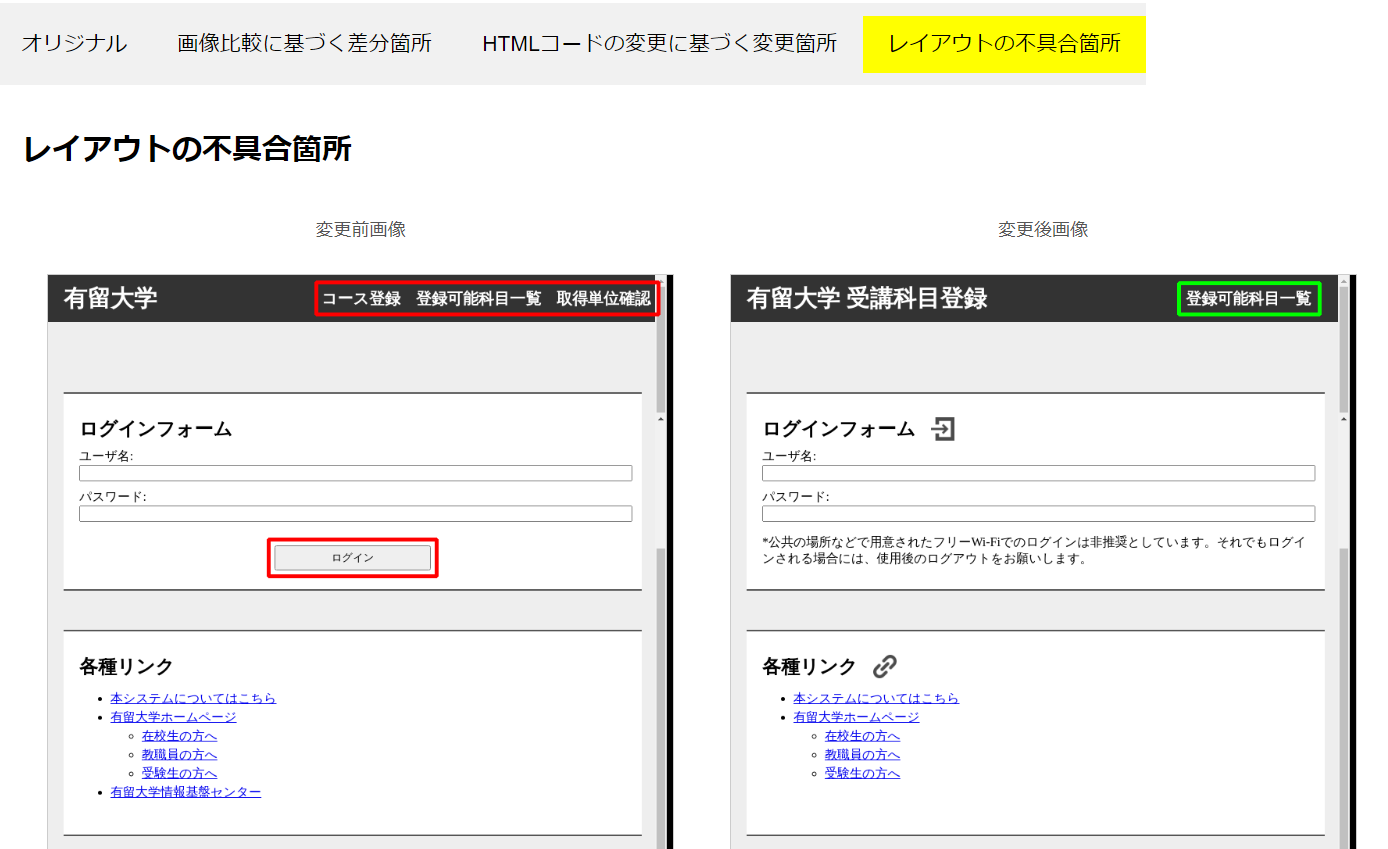 オリジナル 画像比較に基づく差分箇所 HTMLコードの変更に基づく変更箇所 レイアウトの不具合箇所
レイアウトの不具合箇所
変更前画像
有留大学 コース登録 登録可能科目一覧 取得単位確認
ログインフォーム
ユーザ名:
パスワード:
ログイン
各種リンク
本システムについてはこちら
有留大学ホームページ
在校生の方へ
教職員の方へ
受験生の方へ
有留大学情報基盤センター
変更後画像
有留大学 受講科目登録 登録可能科目一覧
ログインフォーム
ユーザ名:
パスワード:
*公共の場所などで用意されたフリーWi-Fiでのログインは非推奨としています。それでもログイ
ンされる場合には、使用後のログアウトをお願いします。
各種リンク
本システムについてはこちら
有留大学ホームページ
在校生の方へ
教職員の方へ
受験生の方へ